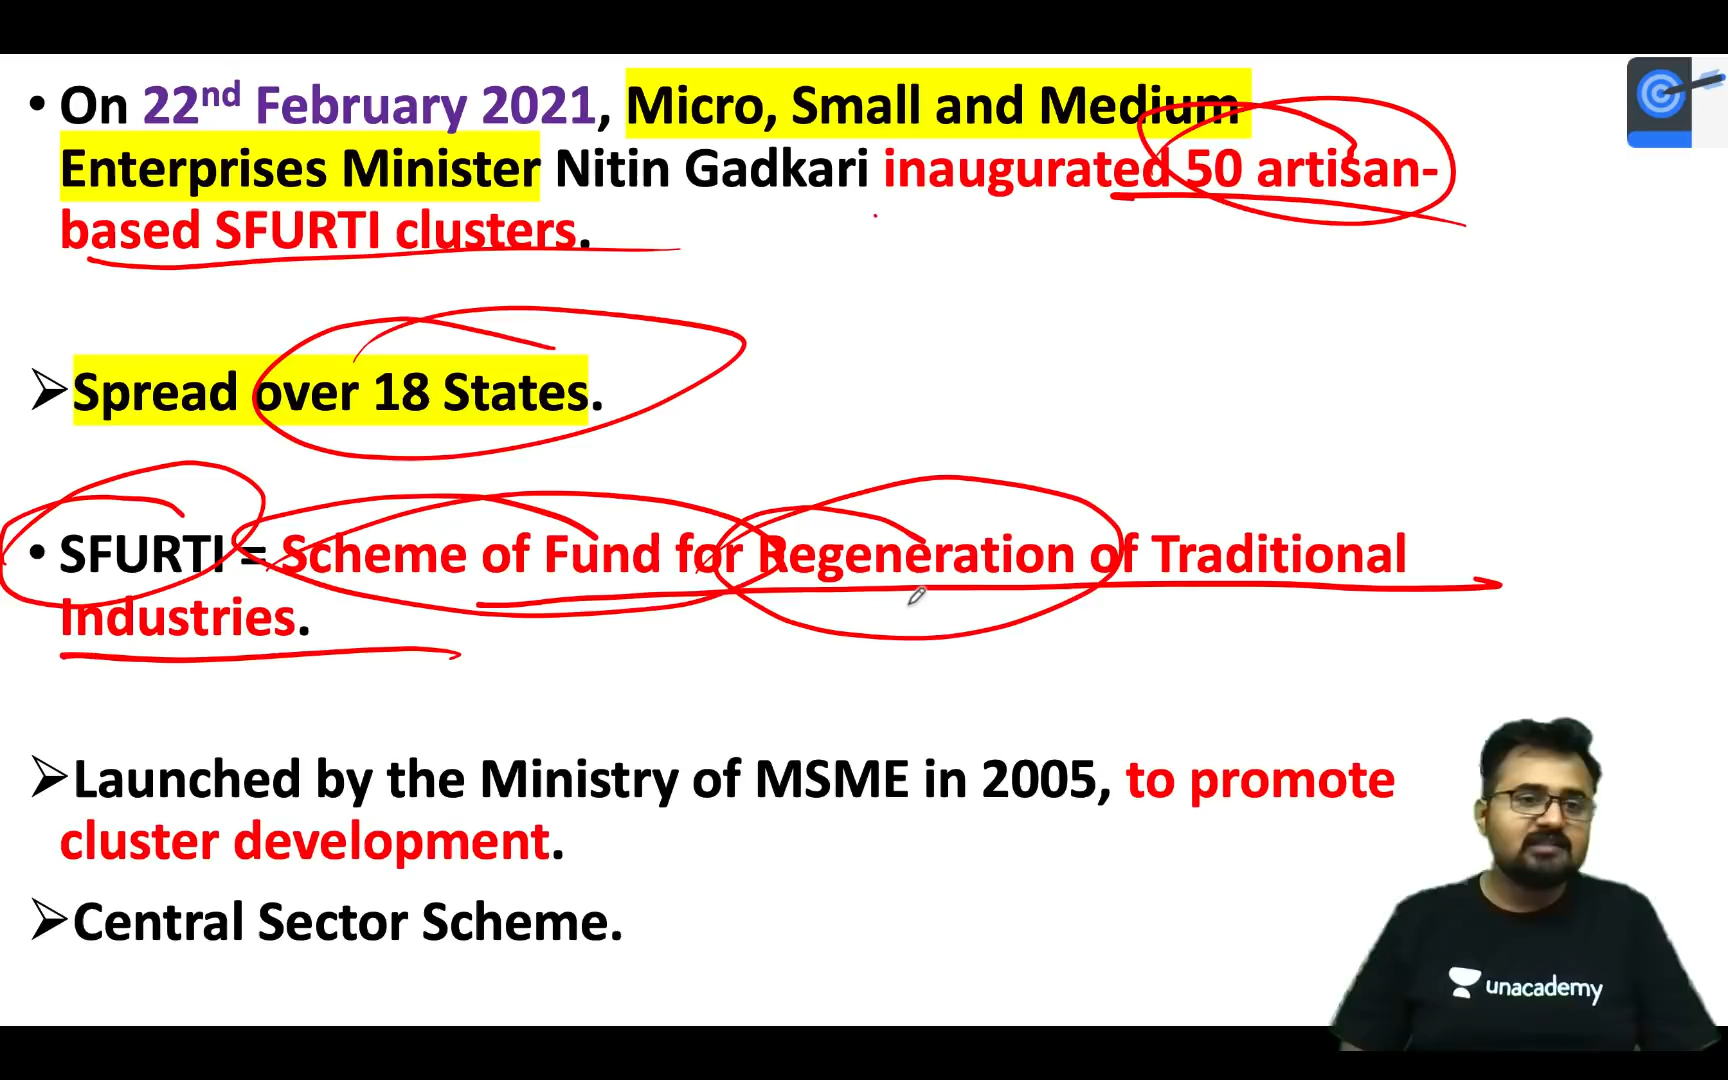 • On 22nd February 2021, Micro, Small and Medium
Enterprises Minister Nitin Gadkari inaugurated 50 artisan-
based SFURTI clusters.
➢Spread over 18 States.
• SFURTI = Scheme of Fund for Regeneration of Traditional
Industries.
➢Launched by the Ministry of MSME in 2005, to promote
cluster development.
➢Central Sector Scheme.
unacademy